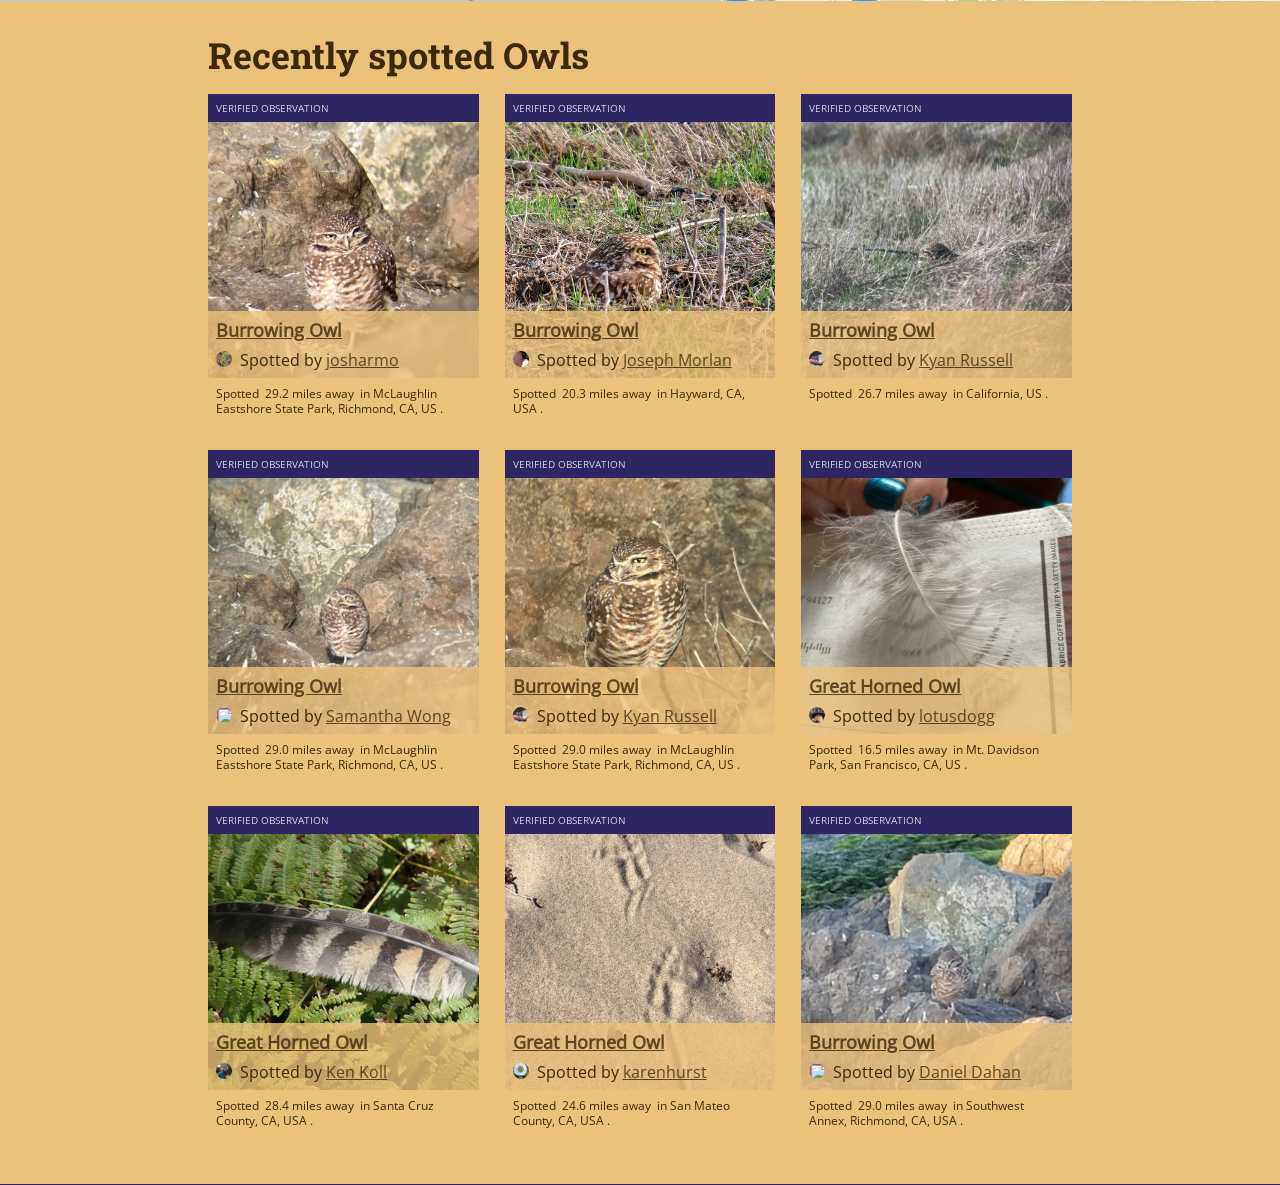 Recently spotted Owls
VERIFIED OBSERVATION
Burrowing Owl
Spotted by josharmo
Spotted 29.2 miles away in McLaughlin
Eastshore State Park, Richmond, CA, US .
VERIFIED OBSERVATION
Burrowing Owl
Spotted by Joseph Morlan
Spotted 20.3 miles away in Hayward, CA,
USA .
VERIFIED OBSERVATION
Burrowing Owl
Spotted by Kyan Russell
Spotted 26.7 miles away in California, US .
VERIFIED OBSERVATION
Burrowing Owl
Spotted by Samantha Wong
Spotted 29.0 miles away in McLaughlin
Eastshore State Park, Richmond, CA, US .
VERIFIED OBSERVATION
Burrowing Owl
Spotted by Kyan Russell
Spotted 29.0 miles away in McLaughlin
Eastshore State Park, Richmond, CA, US .
VERIFIED OBSERVATION
94127
COFFRINI/AFP VIA GETTY IMAGES
Great Horned Owl
Spotted by lotusdogg
Spotted 16.5 miles away in Mt. Davidson
Park, San Francisco, CA, US .
VERIFIED OBSERVATION
Great Horned Owl
Spotted by Ken Koll
Spotted 28.4 miles away in Santa Cruz
County, CA, USA .
VERIFIED OBSERVATION
Great Horned Owl
Spotted by karenhurst
Spotted 24.6 miles away in San Mateo
County, CA, USA .
VERIFIED OBSERVATION
Burrowing Owl
Spotted by Daniel Dahan
Spotted 29.0 miles away in Southwest
Annex, Richmond, CA, USA .